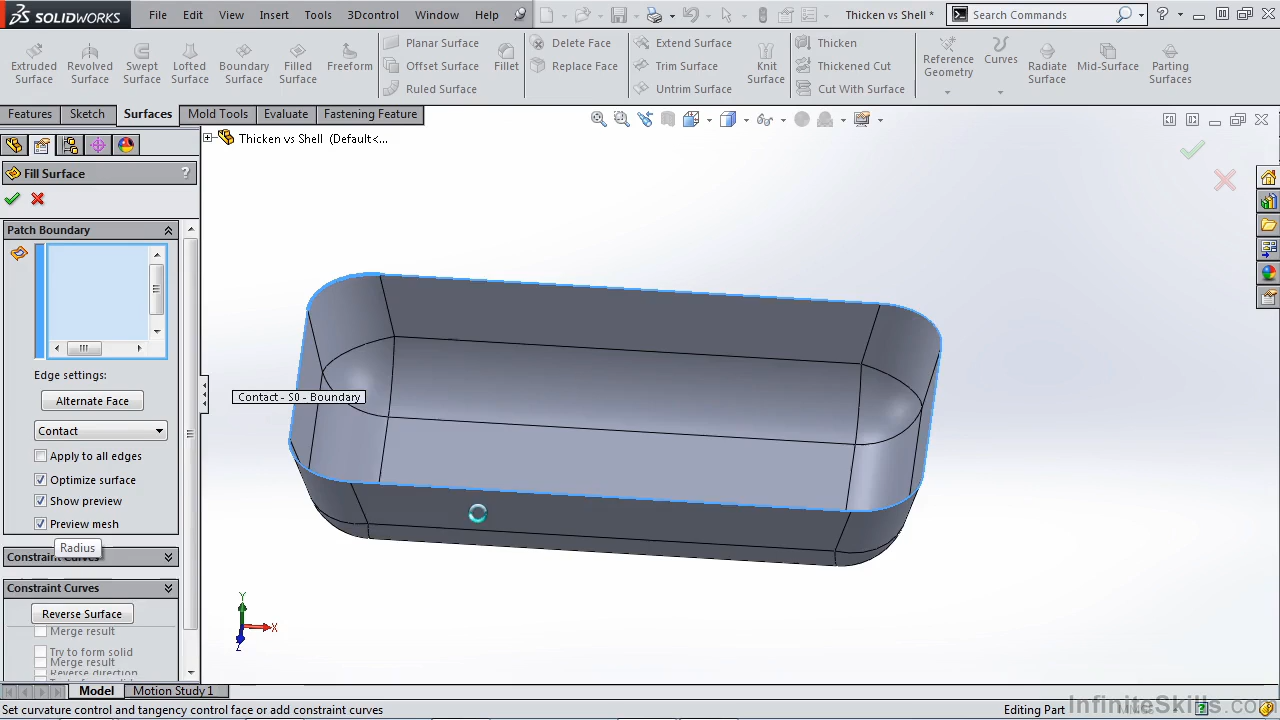 SOLIDWORKS File Edit View Insert Tools 3Dcontrol Window Help Thicken vs Shell * Search Commands
Extruded Surface
Revolved Surface
Swept Surface
Lofted Surface
Boundary Surface
Filled Surface
Freeform
Planar Surface
Offset Surface
Ruled Surface
Fillet
Delete Face
Replace Face
Extend Surface
Trim Surface
Untrim Surface
Knit Surface
Thicken
Thickened Cut
Cut With Surface
Reference Geometry
Curves
Radiate Surface
Mid-Surface
Parting Surfaces
Features Sketch Surfaces Mold Tools Evaluate Fastening Feature
Thicken vs Shell (Default<...
Fill Surface ?
Patch Boundary
Edge settings:
Alternate Face
Contact - S0 - Boundary
Contact
Apply to all edges
Optimize surface
Show preview
Preview mesh
Radius
Constraint Curves
Constraint Curves
Reverse Surface
Merge result
Try to form solid
Merge result
Reverse direction
Y
X
Z
Model Motion Study 1
Set curvature control and tangency control face or add constraint curves Editing Part
InfiniteSkills.com